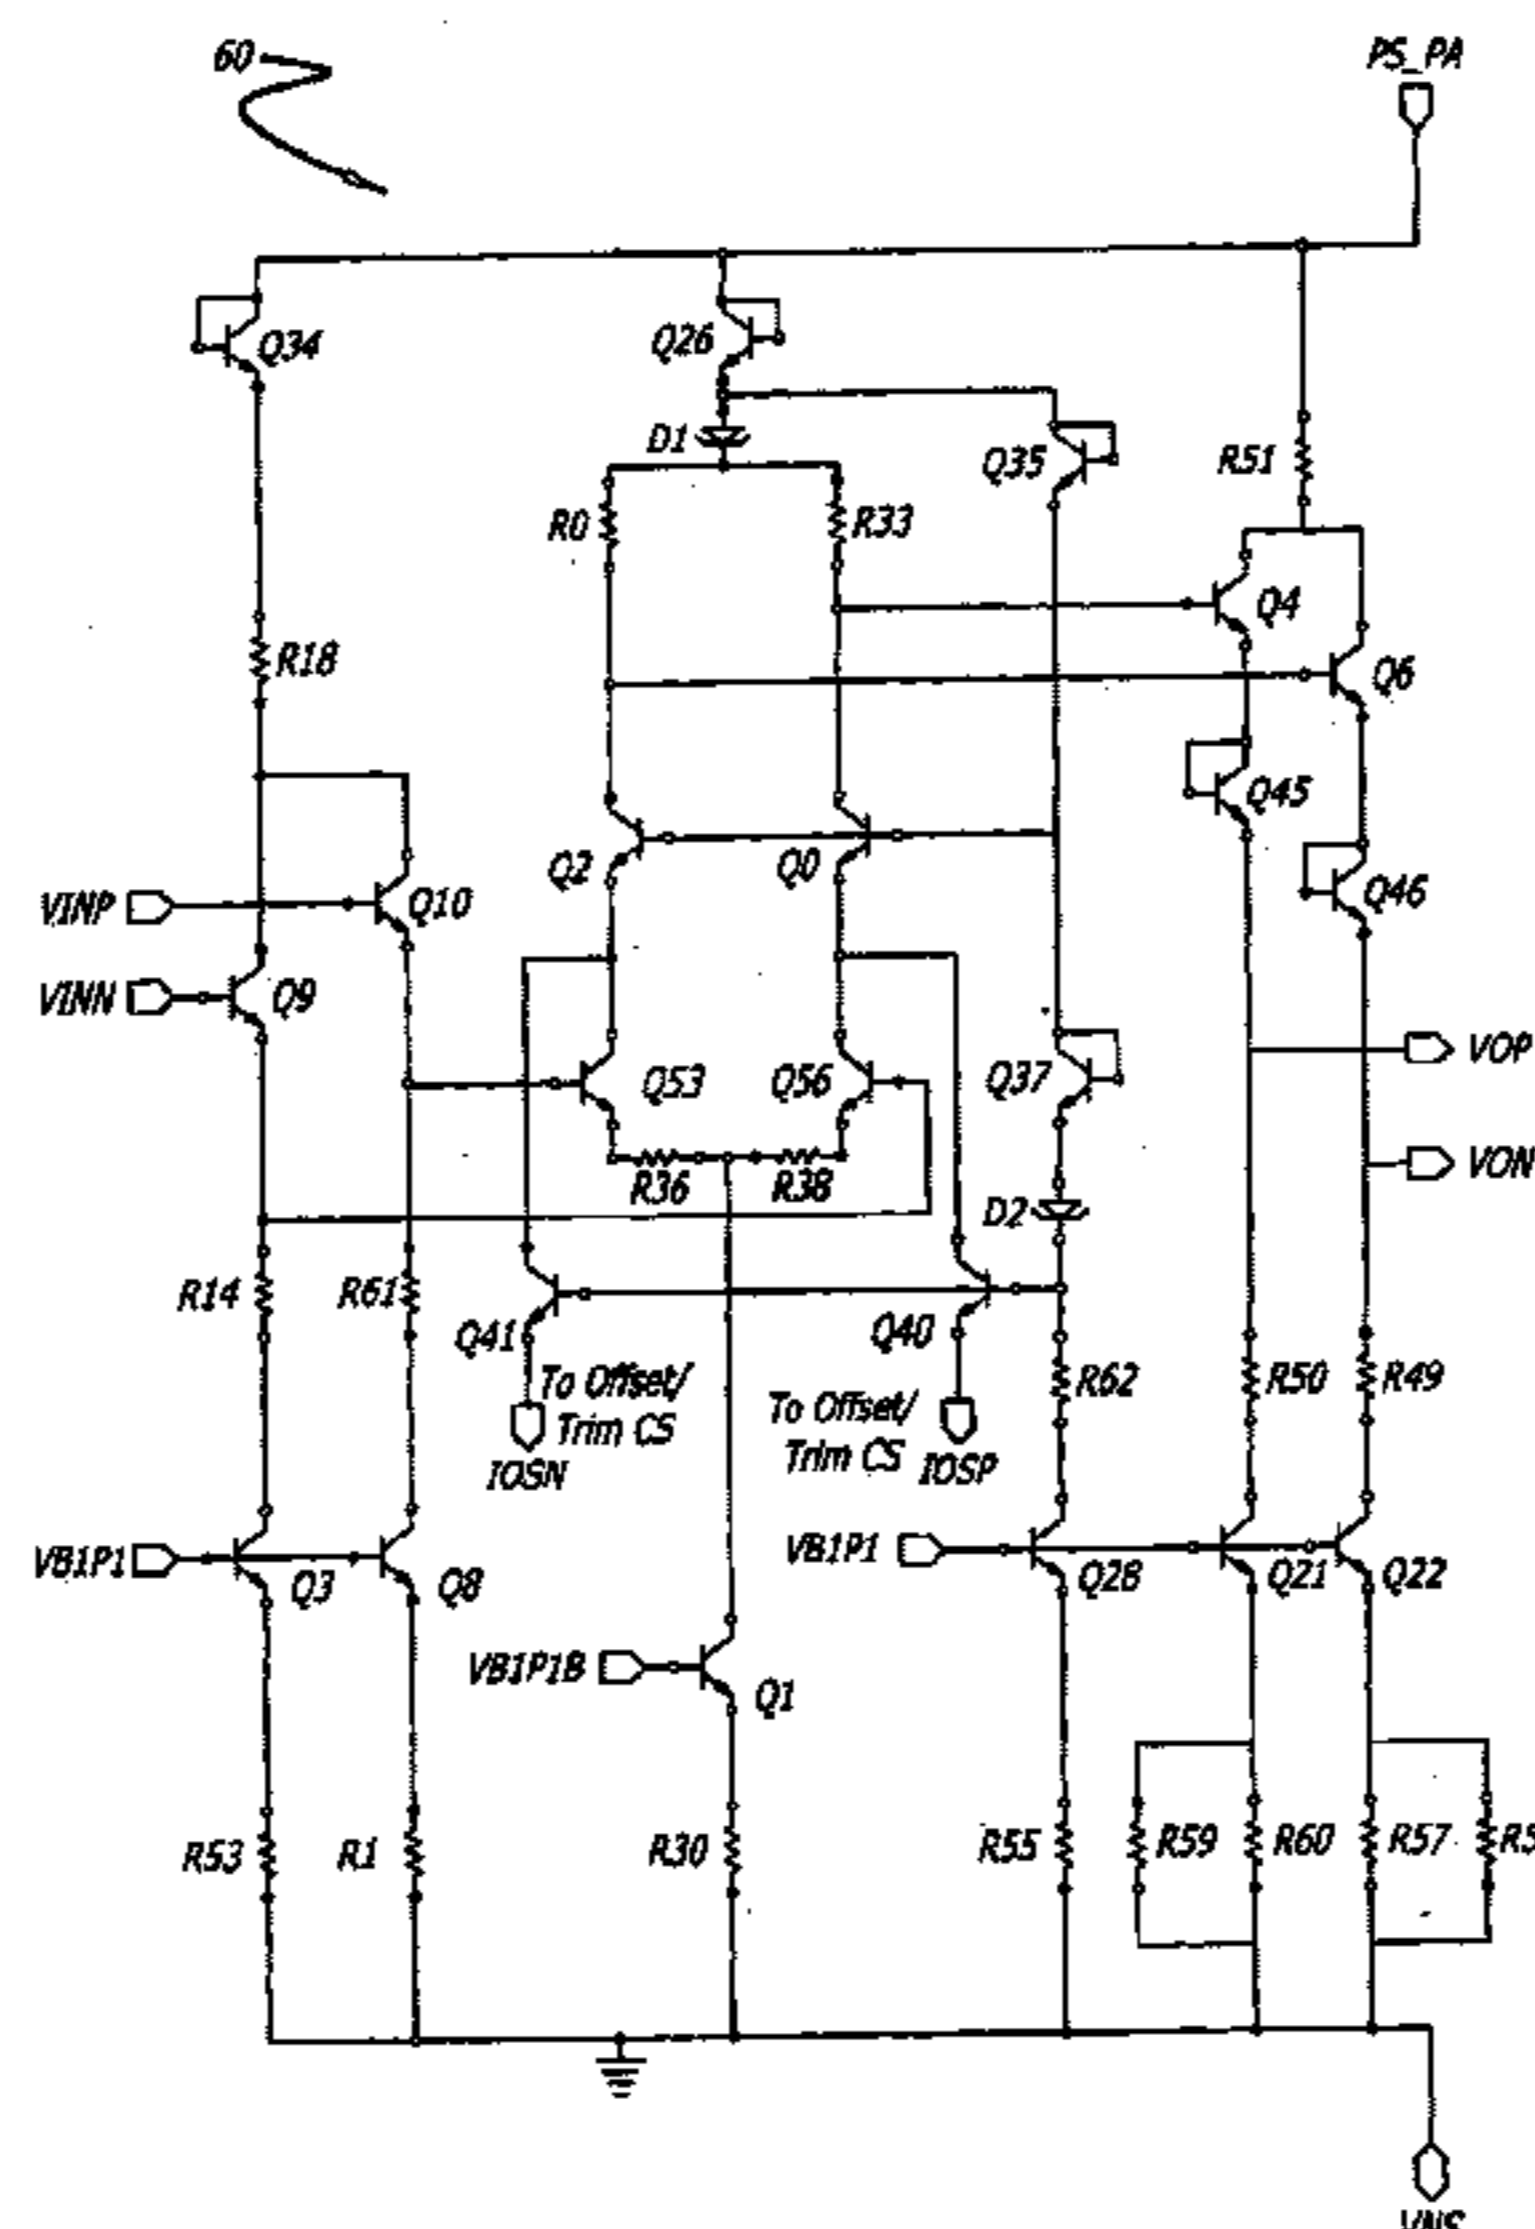 60
PS_PA
Q34
Q26
D1
Q35
R51
R0
R33
Q4
R18
Q6
Q45
Q2
Q0
Q46
VINP
Q10
VINN
Q9
VOP
Q53
Q56
Q37
VON
R36
R38
D2
R14
R61
Q41
Q40
R62
R50
R49
To Offset/
Trim CS
IOSN
To Offset/
Trim CS
IOSP
VB1P1
Q3
Q8
VB1P1
Q28
Q21
Q22
VB1P1B
Q1
R53
R1
R30
R55
R59
R60
R57